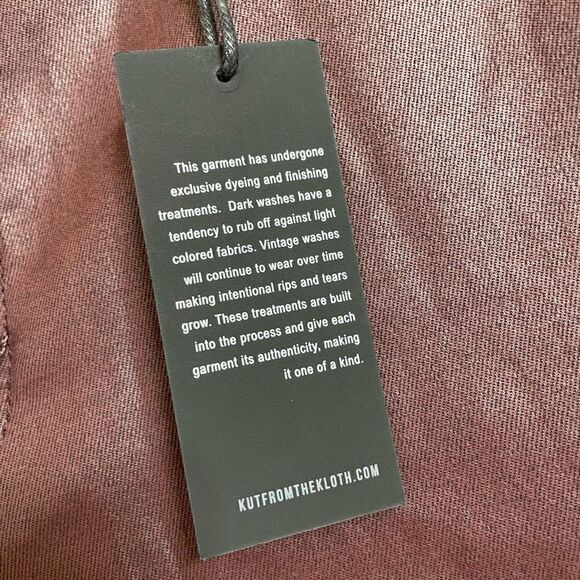 This garment has undergone
exclusive dyeing and finishing
treatments. Dark washes have a
tendency to rub off against light
colored fabrics. Vintage washes
will continue to wear over time
making intentional rips and tears
grow. These treatments are built
into the process and give each
garment its authenticity, making
it one of a kind.
KUTFROMTHEKLOTH.COM